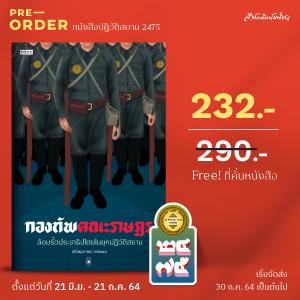 PRE—
ORDER หนังสือปฏิวัติสยาม 2475
สำนักพิมพ์มติชน
232.-
290.-
Free! ที่คั่นหนังสือ
กองทัพคณะราษฎร
ล้อมรั้วประชาธิปไตยในยุคปฏิวัติสยาม
๒๔
๗๕
ตั้งแต่วันที่ 21 มิ.ย. - 21 ก.ค. 64
เริ่มจัดส่ง
30 ก.ค. 64 เป็นต้นไป